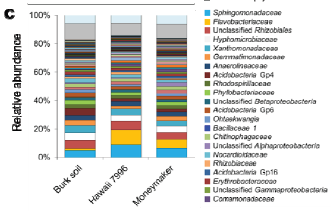 C
Relative abundance
100%
80%
60%
40%
20%
0%
Bulk soil
Hawaii 7996
Moneymaker
Sphingomonadaceae
Flavobacteriaceae
Unclassified Rhizobiales
Hyphomicrobiaceae
Xanthomonadaceae
Gemmatimonadaceae
Anaerolineaceae
Acidobacteria Gp4
Rhodospirillaceae
Phyllobacteriaceae
Unclassified Betaproteobacteria
Acidobacteria Gp6
Ohtaekwangia
Bacillaceae 1
Chitinophagaceae
Unclassified Alphaproteobacteria
Nocardioidaceae
Rhizobiaceae
Acidobacteria Gp16
Erythrobacteraceae
Unclassified Gammaproteobacteria
Comamonadaceae